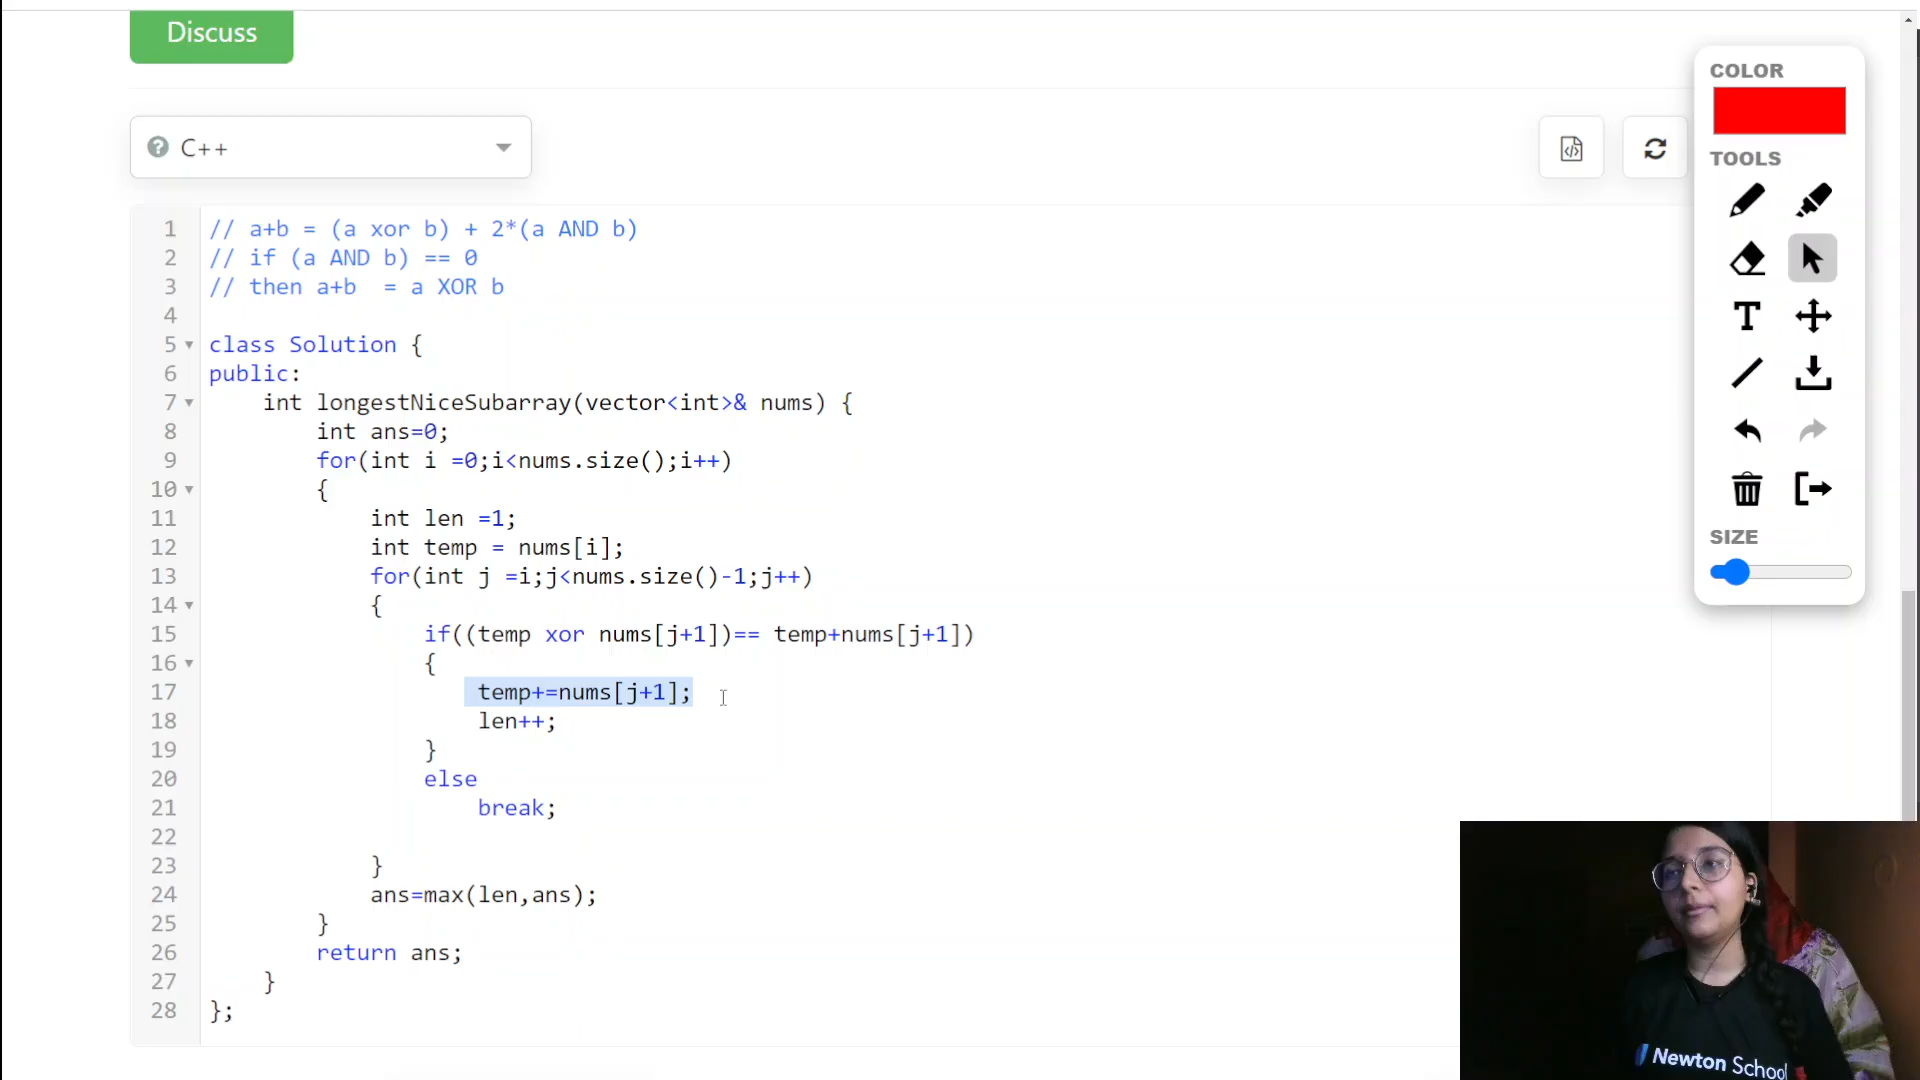 Discuss
C++
1 // a+b = (a xor b) + 2*(a AND b)
2 // if (a AND b) == 0
3 // then a+b  = a XOR b
4
5 class Solution {
6 public:
7     int longestNiceSubarray(vector<int>& nums) {
8         int ans=0;
9         for(int i =0;i<nums.size();i++)
10         {
11             int len =1;
12             int temp = nums[i];
13             for(int j =i;j<nums.size()-1;j++)
14             {
15                 if((temp xor nums[j+1])== temp+nums[j+1])
16                 {
17                     temp+=nums[j+1];
18                     len++;
19                 }
20                 else
21                     break;
22
23             }
24             ans=max(len,ans);
25         }
26         return ans;
27     }
28 };
COLOR
TOOLS
SIZE
Newton School